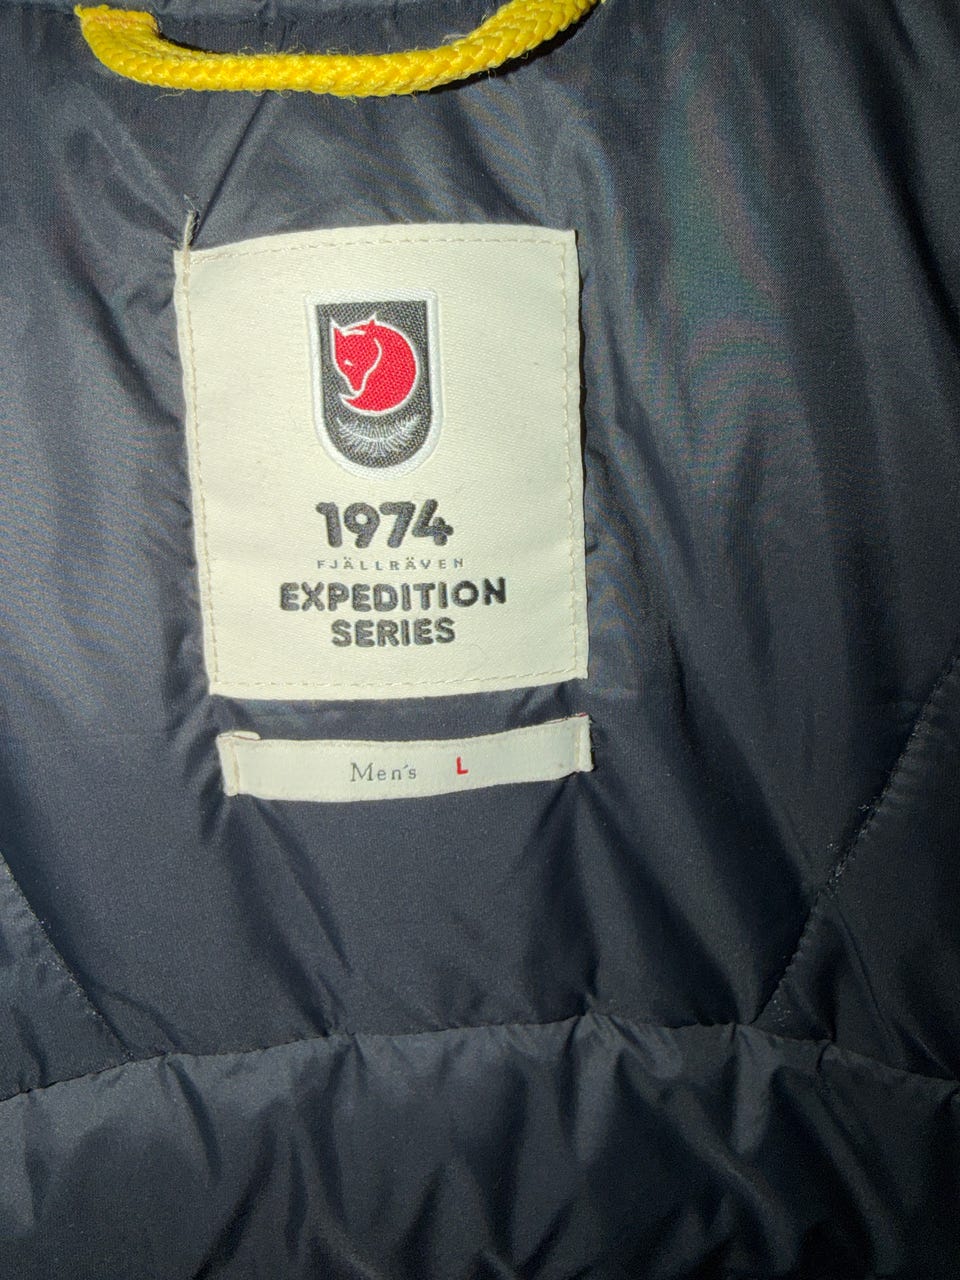 1974
FJÄLLRÄVEN
EXPEDITION
SERIES
Men's L